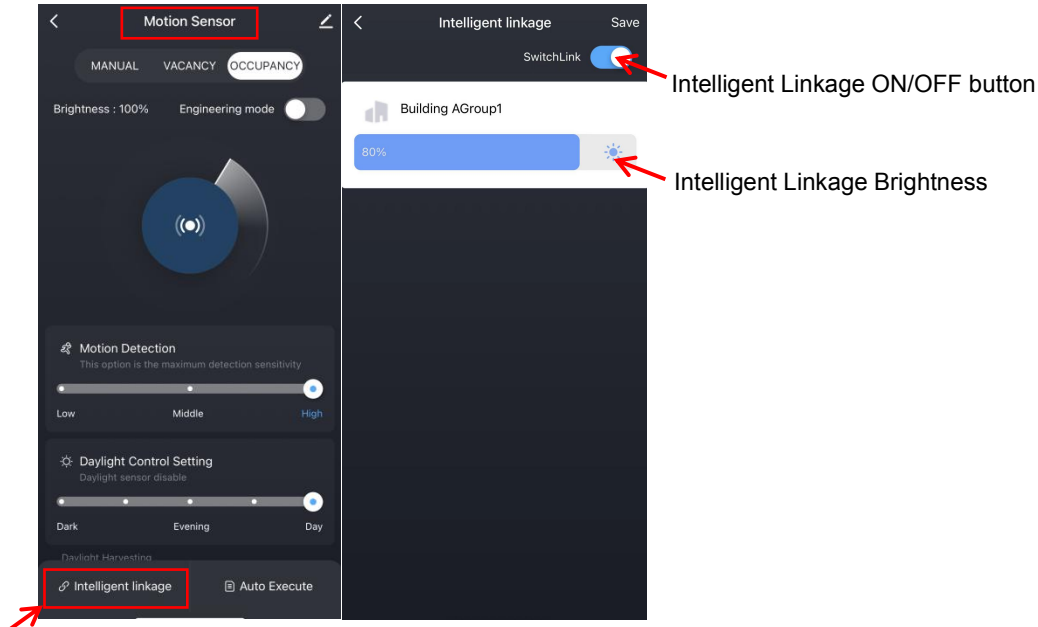 Motion Sensor
MANUAL VACANCY OCCUPANCY
Brightness : 100% Engineering mode
Motion Detection
This option is the maximum detection sensitivity
Low Middle High
Daylight Control Setting
Daylight sensor disable
Dark Evening Day
Daylight Harvesting
Intelligent linkage Auto Execute
Intelligent linkage Save
SwitchLink
Building AGroup1
80%
Intelligent Linkage ON/OFF button
Intelligent Linkage Brightness